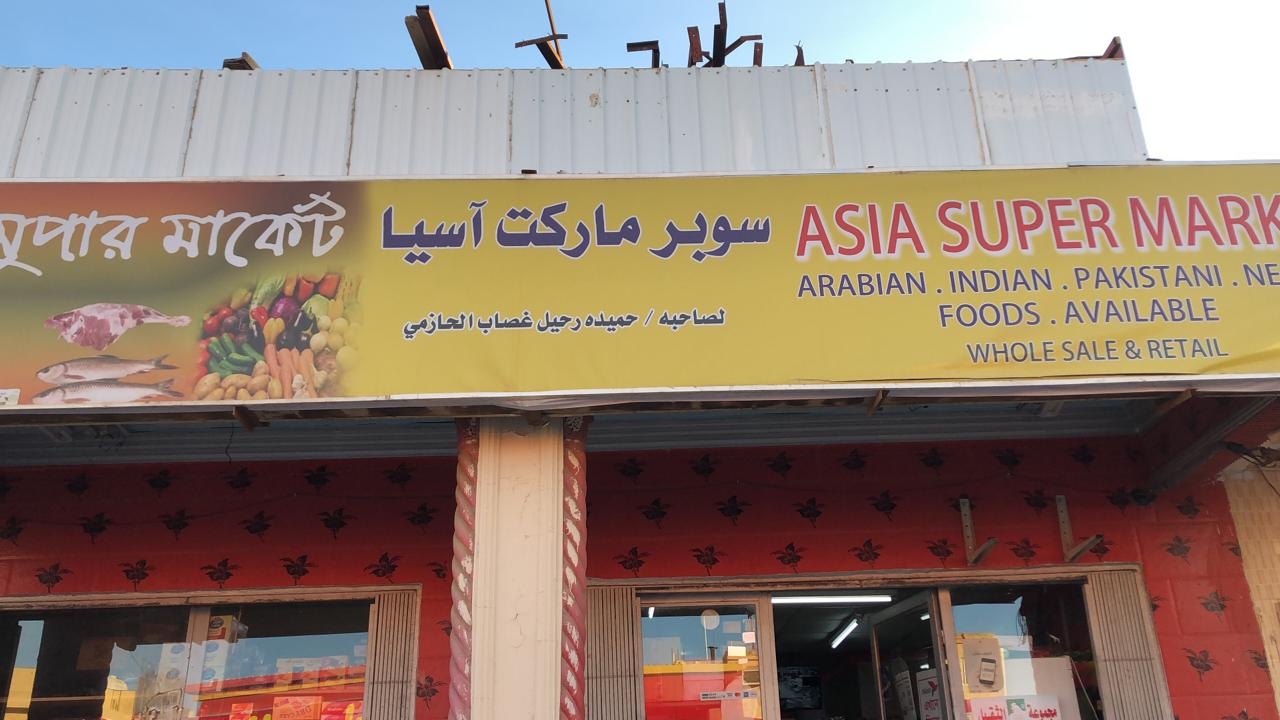 সুপার মার্কেট
سوبر ماركت آسيا
لصاحبه / حميده رحيل غصاب الحازمي
ASIA SUPER MARK
ARABIAN . INDIAN . PAKISTANI . NE
FOODS . AVAILABLE
WHOLE SALE & RETAIL
مجموعة